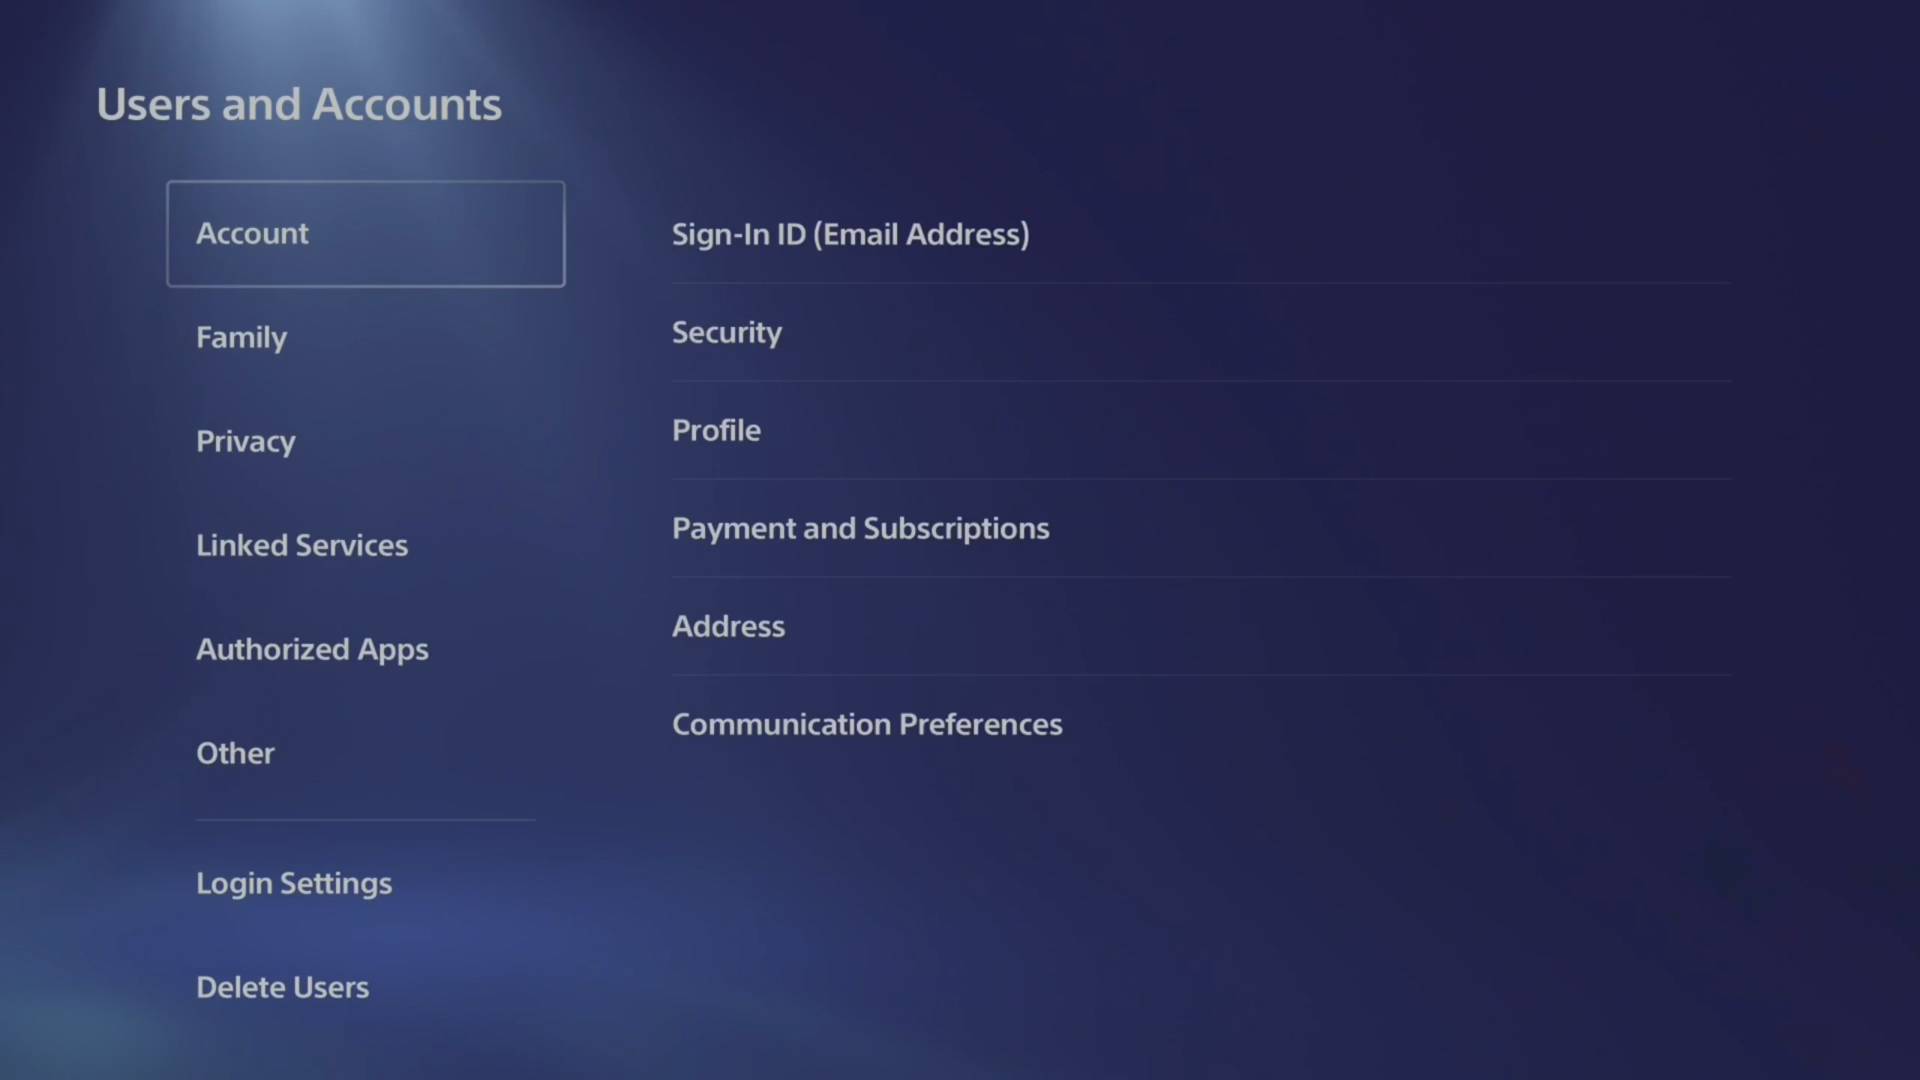 Users and Accounts
Account
Family
Privacy
Linked Services
Authorized Apps
Other
Login Settings
Delete Users
Sign-In ID (Email Address)
Security
Profile
Payment and Subscriptions
Address
Communication Preferences